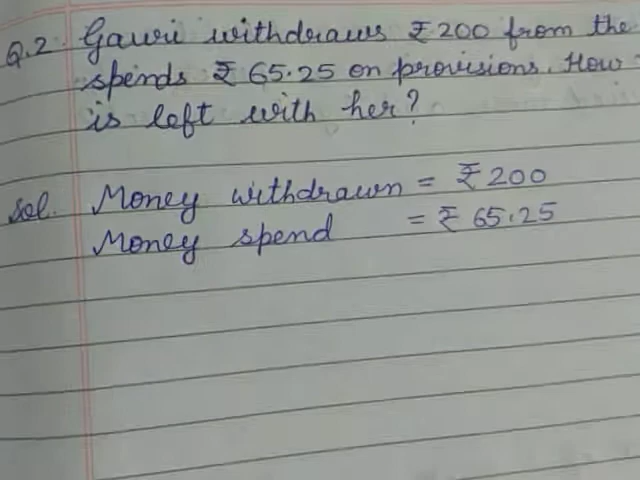 Q.2. Gauri withdraws ₹200 from the
spends ₹ 65.25 on provisions. How
is left with her?
Sol. Money withdrawn = ₹200
Money spend = ₹ 65.25